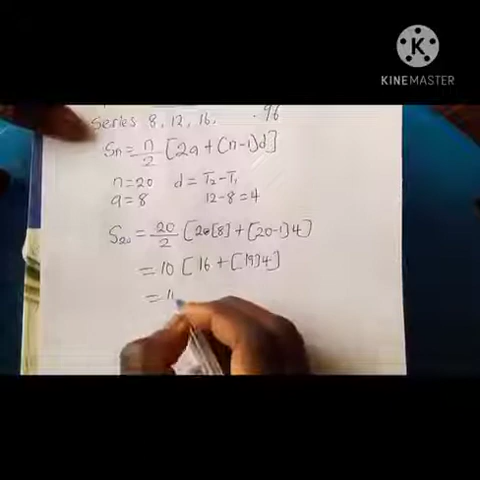 KINEMASTER
Series 8, 12, 16, . 96
Sn = n/2 [2a + (n-1)d]
n=20 d = T2 - T1
a=8 12-8=4
S20 = 20/2 [2[8] + [20-1]4]
= 10 [16 + [19]4]
=